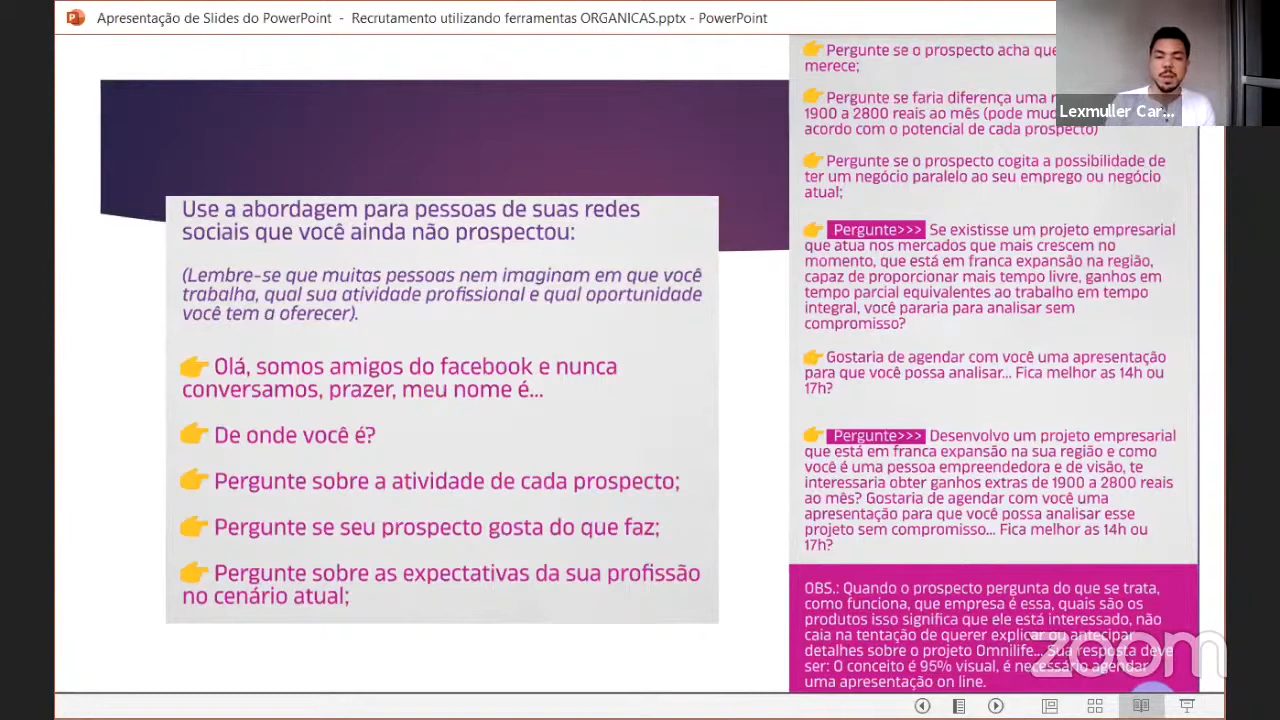 Apresentação de Slides do PowerPoint - Recrutamento utilizando ferramentas ORGANICAS.pptx - PowerPoint
Use a abordagem para pessoas de suas redes
sociais que você ainda não prospectou:
(Lembre-se que muitas pessoas nem imaginam em que você
trabalha, qual sua atividade profissional e qual oportunidade
você tem a oferecer).
👉 Olá, somos amigos do facebook e nunca
conversamos, prazer, meu nome é...
👉 De onde você é?
👉 Pergunte sobre a atividade de cada prospecto;
👉 Pergunte se seu prospecto gosta do que faz;
👉 Pergunte sobre as expectativas da sua profissão
no cenário atual;
👉 Pergunte se o prospecto acha que
merece;
👉 Pergunte se faria diferença uma
1900 a 2800 reais ao mês (pode
acordo com o potencial de cada prospecto)
👉 Pergunte se o prospecto cogita a possibilidade de
ter um negócio paralelo ao seu emprego ou negócio
atual;
👉 Pergunte>>> Se existisse um projeto empresarial
que atua nos mercados que mais crescem no
momento, que está em franca expansão na região,
capaz de proporcionar mais tempo livre, ganhos em
tempo parcial equivalentes ao trabalho em tempo
integral, você pararia para analisar sem
compromisso?
👉 Gostaria de agendar com você uma apresentação
para que você possa analisar... Fica melhor as 14h ou
17h?
👉 Pergunte>>> Desenvolvo um projeto empresarial
que está em franca expansão na sua região e como
você é uma pessoa empreendedora e de visão, te
interessaria obter ganhos extras de 1900 a 2800 reais
ao mês? Gostaria de agendar com você uma
apresentação para que você possa analisar esse
projeto sem compromisso... Fica melhor as 14h ou
17h?
OBS.: Quando o prospecto pergunta do que se trata,
como funciona, que empresa é essa, quais são os
produtos isso significa que ele está interessado, não
caia na tentação de querer explicar ou antecipar
detalhes sobre o projeto Omnilife... Sua resposta deve
ser: O conceito é 95% visual, é necessário agendar
uma apresentação on line.
Lexmuller Car...
zoom